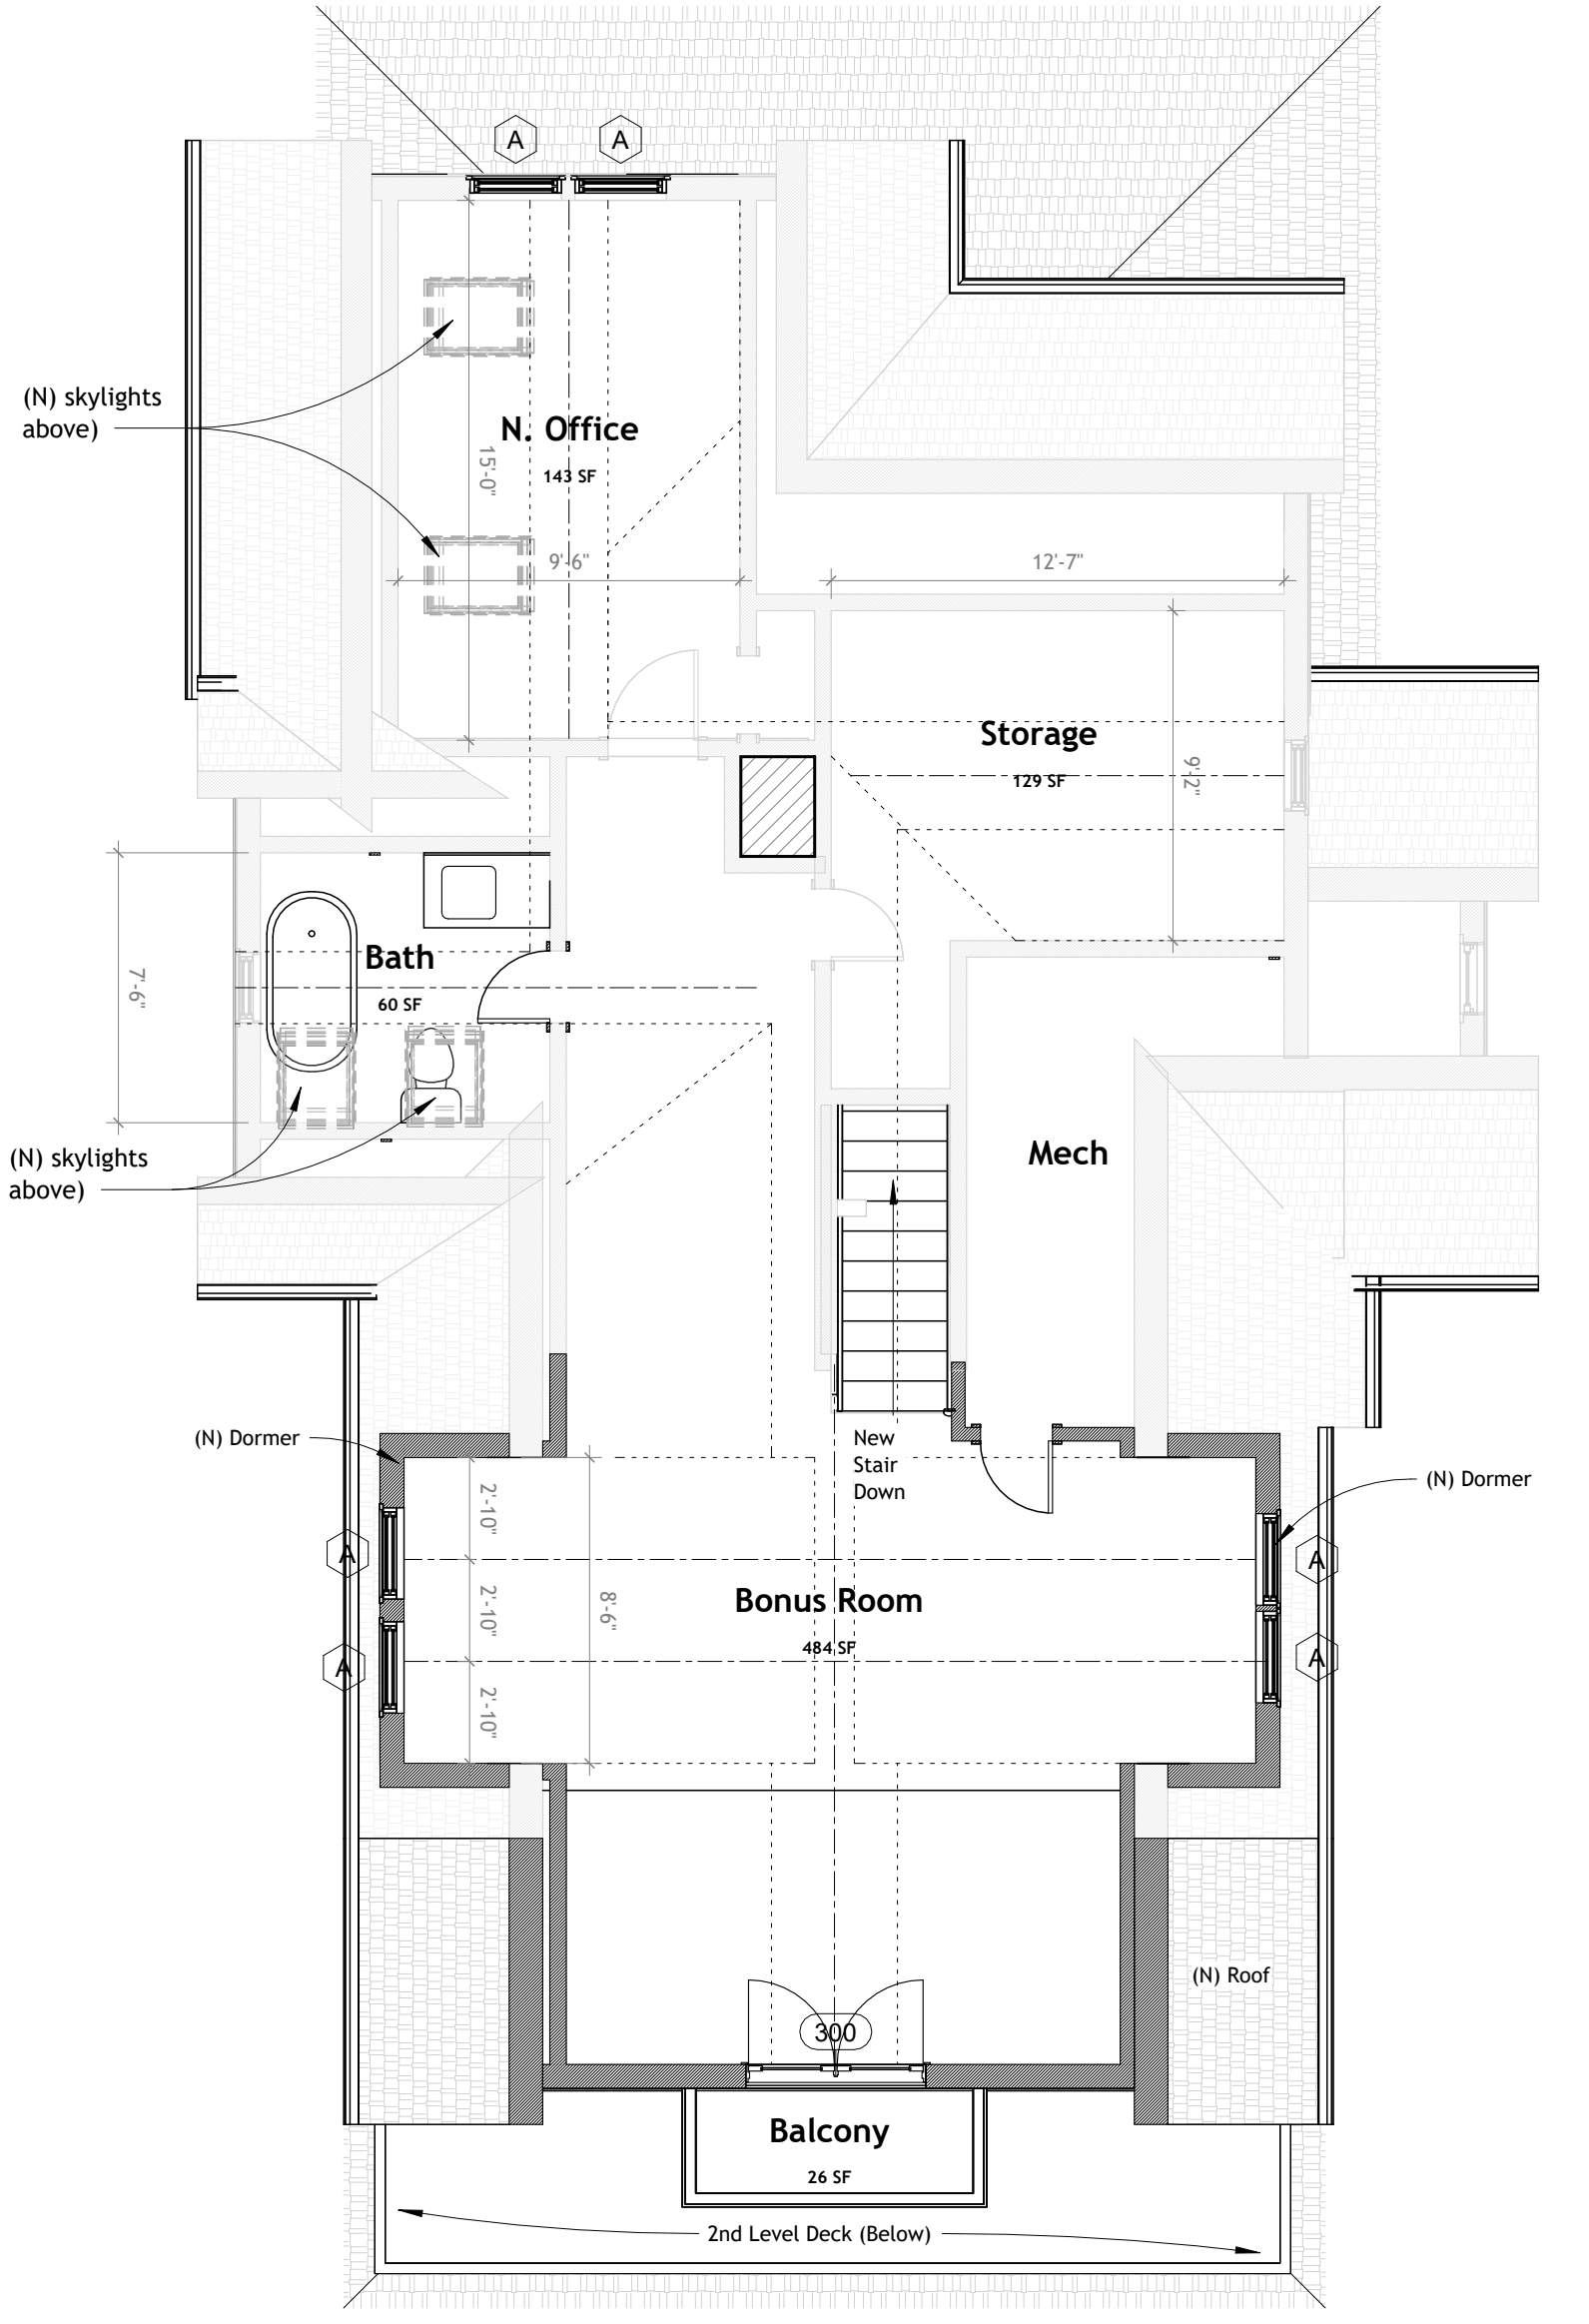 A
A
(N) skylights
above)
N. Office
143 SF
15'-0"
9'-6"
12'-7"
Storage
129 SF
9'-2"
Bath
60 SF
7'-6"
(N) skylights
above)
Mech
(N) Dormer
New
Stair
Down
(N) Dormer
2'-10"
2'-10"
2'-10"
8'-6"
A
A
A
A
Bonus Room
484 SF
(N) Roof
300
Balcony
26 SF
2nd Level Deck (Below)